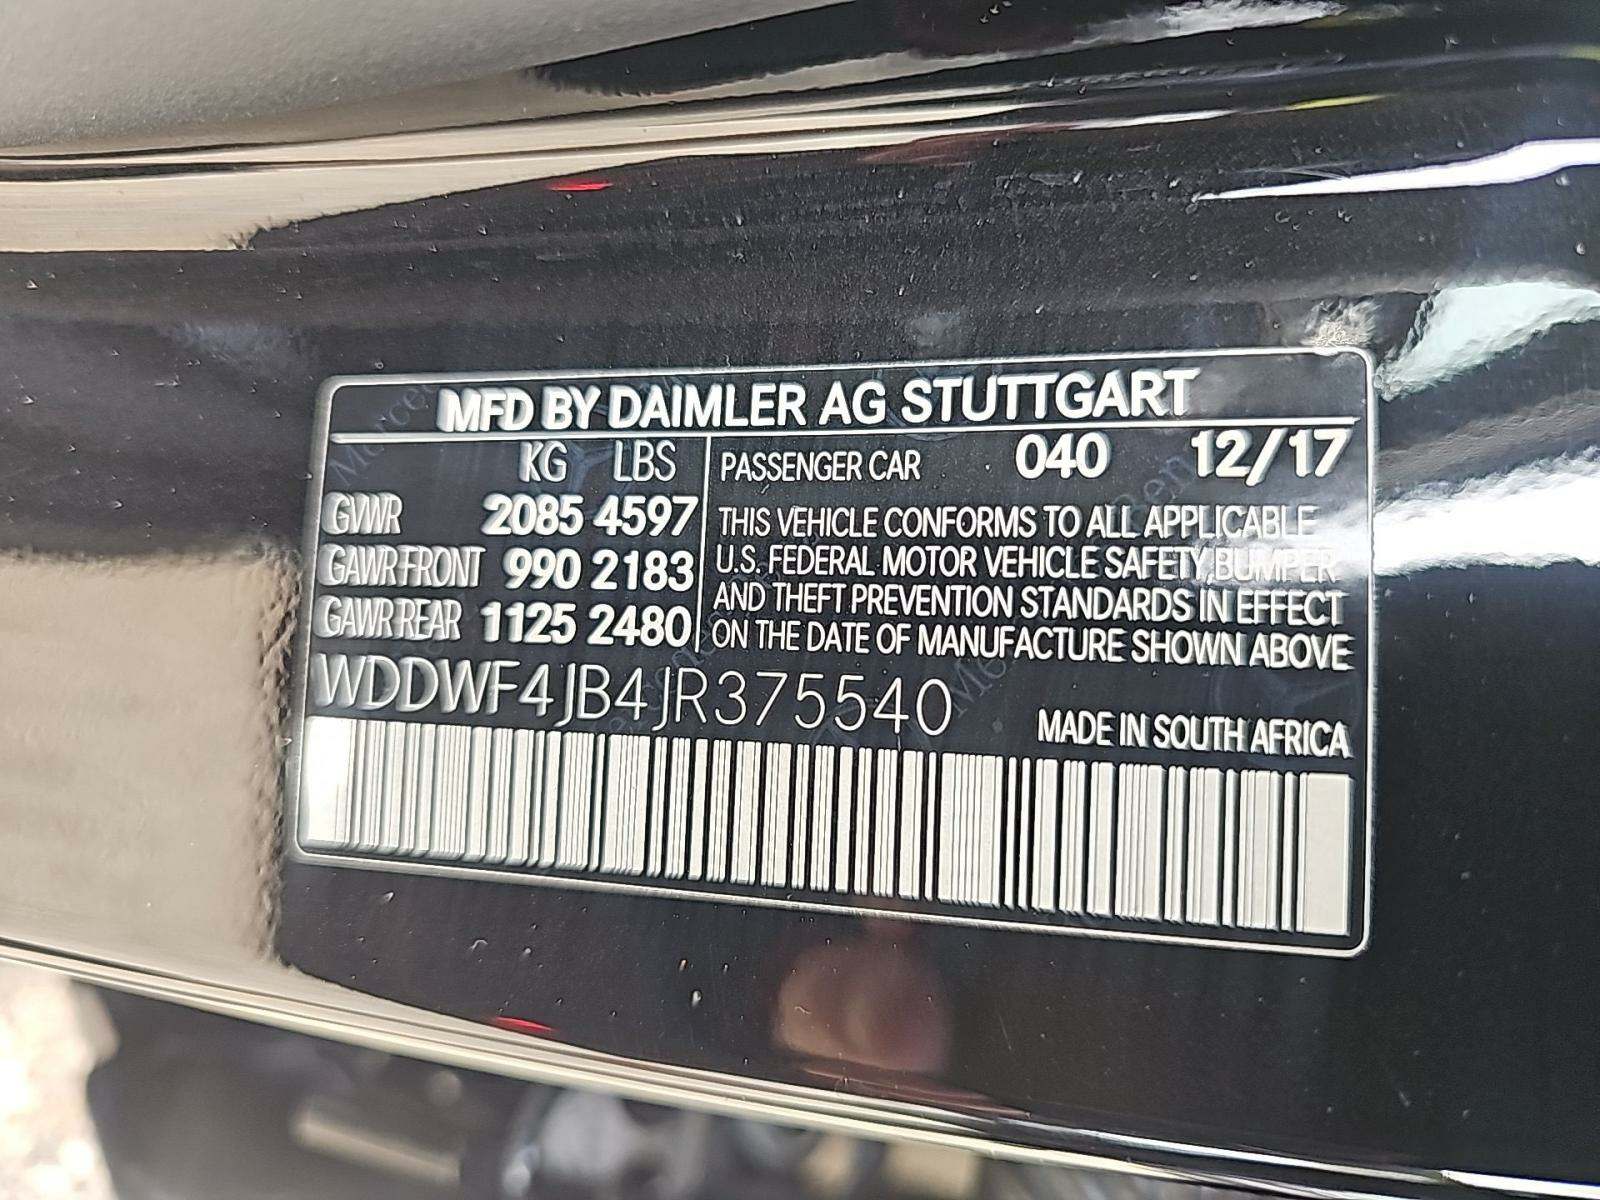 MFD BY DAIMLER AG STUTTGART
KG LBS
GVWR 2085 4597
GAWR FRONT 990 2183
GAWR REAR 1125 2480
PASSENGER CAR 040 12/17
THIS VEHICLE CONFORMS TO ALL APPLICABLE
U.S. FEDERAL MOTOR VEHICLE SAFETY, BUMPER
AND THEFT PREVENTION STANDARDS IN EFFECT
ON THE DATE OF MANUFACTURE SHOWN ABOVE
WDDWF4JB4JR375540
MADE IN SOUTH AFRICA